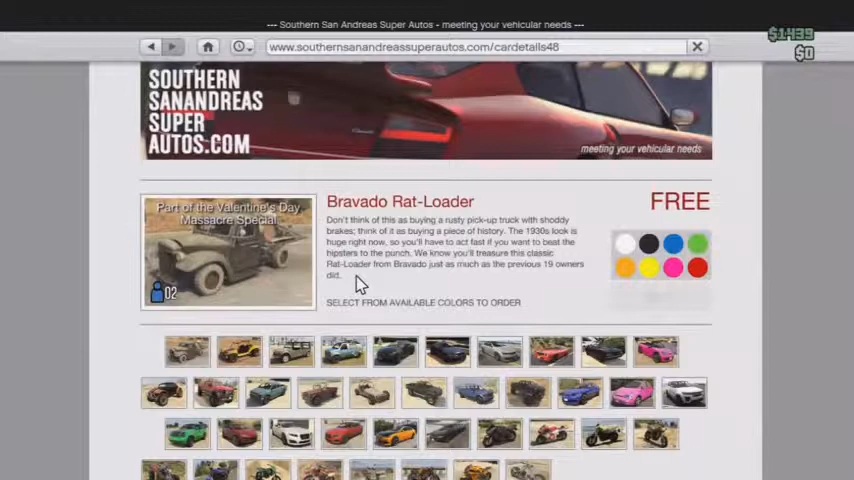 --- Southern San Andreas Super Autos - meeting your vehicular needs ---
$1433
www.southernsanandreassuperautos.com/cardetails48
$0
SOUTHERN
SANANDREAS
SUPER
AUTOS.COM
meeting your vehicular needs
Part of the Valentine's Day
Massacre Special
02
Bravado Rat-Loader
FREE
Don't think of this as buying a rusty pick-up truck with shoddy
brakes; think of it as buying a piece of history. The 1930s look is
huge right now, so you'll have to act fast if you want to beat the
hipsters to the punch. We know you'll treasure this classic
Rat-Loader from Bravado just as much as the previous 19 owners
did.
SELECT FROM AVAILABLE COLORS TO ORDER